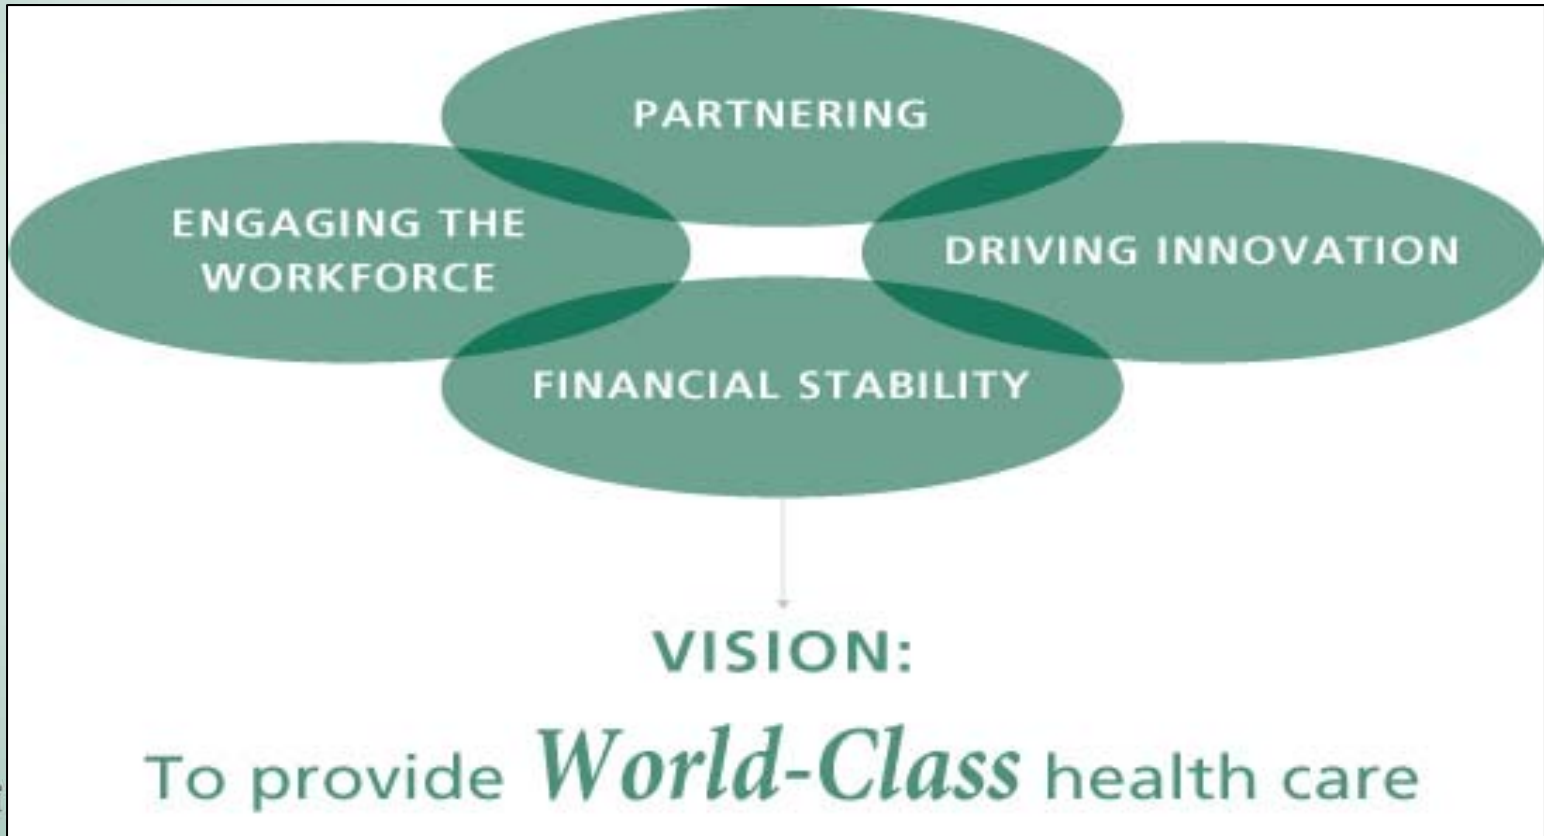 PARTNERING
ENGAGING THE
WORKFORCE
DRIVING INNOVATION
FINANCIAL STABILITY
VISION:
To provide World-Class health care